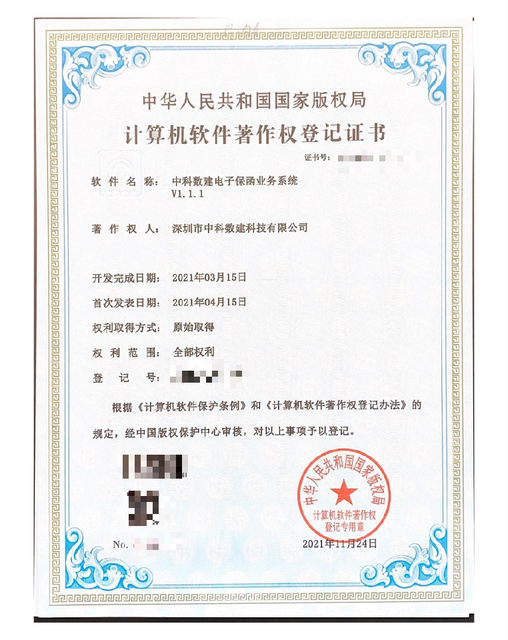 中华人民共和国国家版权局
计算机软件著作权登记证书
证书号：
软件名称： 中科数建电子保函业务系统
V1.1.1
著作权人： 深圳市中科数建科技有限公司
开发完成日期： 2021年03月15日
首次发表日期： 2021年04月15日
权利取得方式： 原始取得
权利范围： 全部权利
登记号：
根据《计算机软件保护条例》和《计算机软件著作权登记办法》的
规定，经中国版权保护中心审核，对以上事项予以登记。
中华人民共和国国家版权局
计算机软件著作权
登记专用章
No.
2021年11月24日